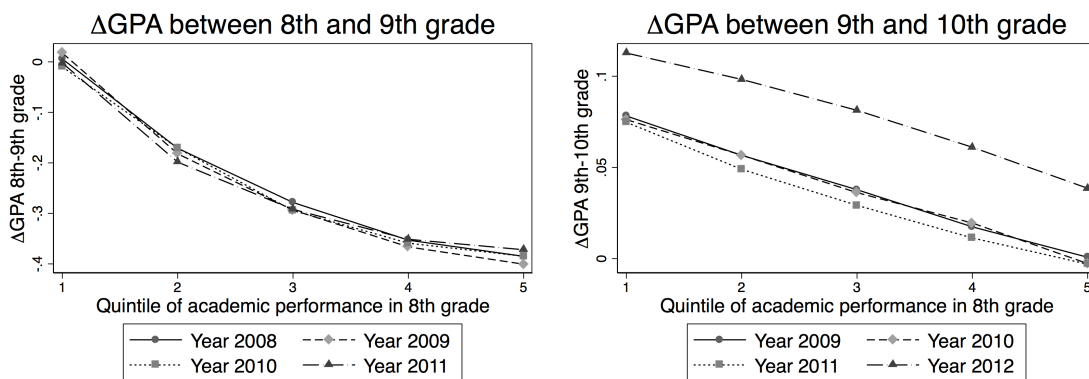 ΔGPA between 8th and 9th grade
ΔGPA 8th-9th grade
0
-.1
-.2
-.3
-.4
1 2 3 4 5
Quintile of academic performance in 8th grade
Year 2008 Year 2009
Year 2010 Year 2011
ΔGPA between 9th and 10th grade
ΔGPA 9th-10th grade
.1
.05
0
1 2 3 4 5
Quintile of academic performance in 8th grade
Year 2009 Year 2010
Year 2011 Year 2012